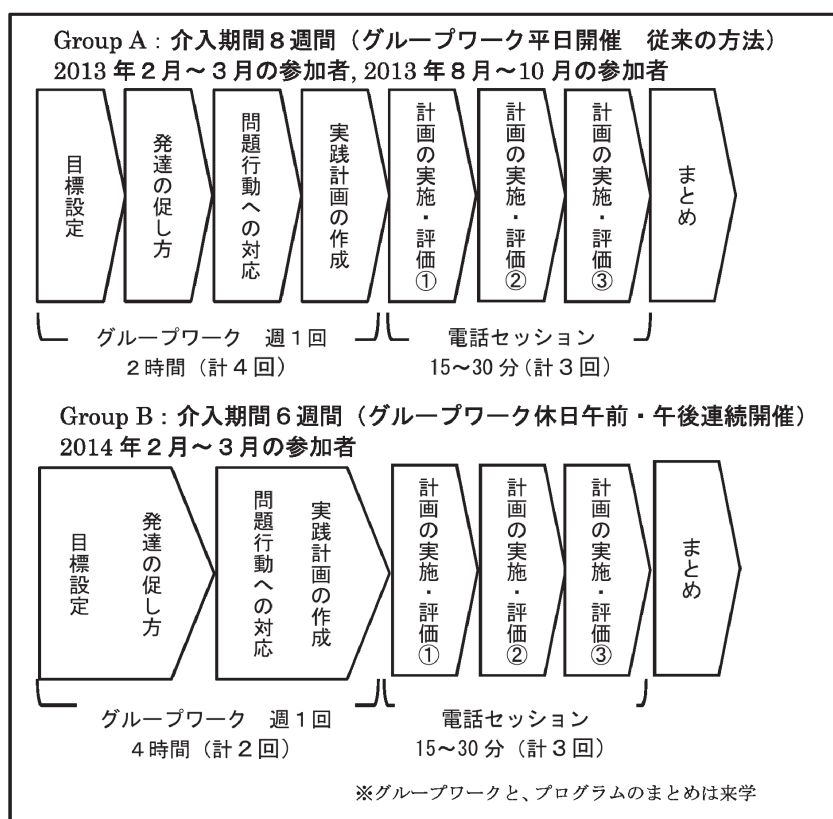 Group A：介入期間８週間（グループワーク平日開催　従来の方法）
2013年２月～３月の参加者, 2013年８月～10月の参加者
目標設定
発達の促し方
問題行動への対応
実践計画の作成
計画の実施・評価①
計画の実施・評価②
計画の実施・評価③
まとめ
グループワーク　週１回
２時間（計４回）
電話セッション
15～30分（計３回）
Group B：介入期間６週間（グループワーク休日午前・午後連続開催）
2014年２月～３月の参加者
目標設定
発達の促し方
問題行動への対応
実践計画の作成
計画の実施・評価①
計画の実施・評価②
計画の実施・評価③
まとめ
グループワーク　週１回
４時間（計２回）
電話セッション
15～30分（計３回）
※グループワークと、プログラムのまとめは来学